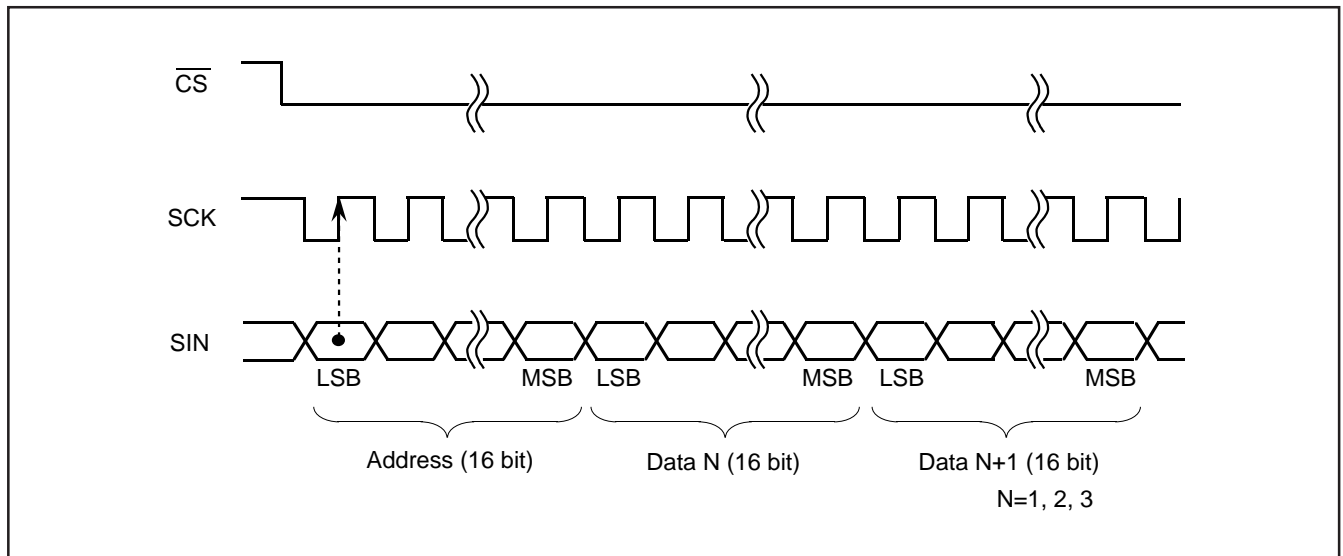 CS
SCK
SIN
LSB MSB LSB MSB LSB MSB
Address (16 bit) Data N (16 bit) Data N+1 (16 bit)
N=1, 2, 3